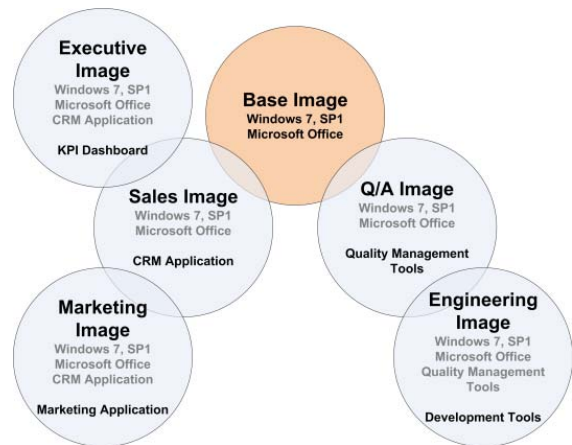 Executive
Image
Windows 7, SP1
Microsoft Office
CRM Application
KPI Dashboard
Base Image
Windows 7, SP1
Microsoft Office
Sales Image
Windows 7, SP1
Microsoft Office
CRM Application
Q/A Image
Windows 7, SP1
Microsoft Office
Quality Management
Tools
Marketing
Image
Windows 7, SP1
Microsoft Office
CRM Application
Marketing Application
Engineering
Image
Windows 7, SP1
Microsoft Office
Quality Management
Tools
Development Tools